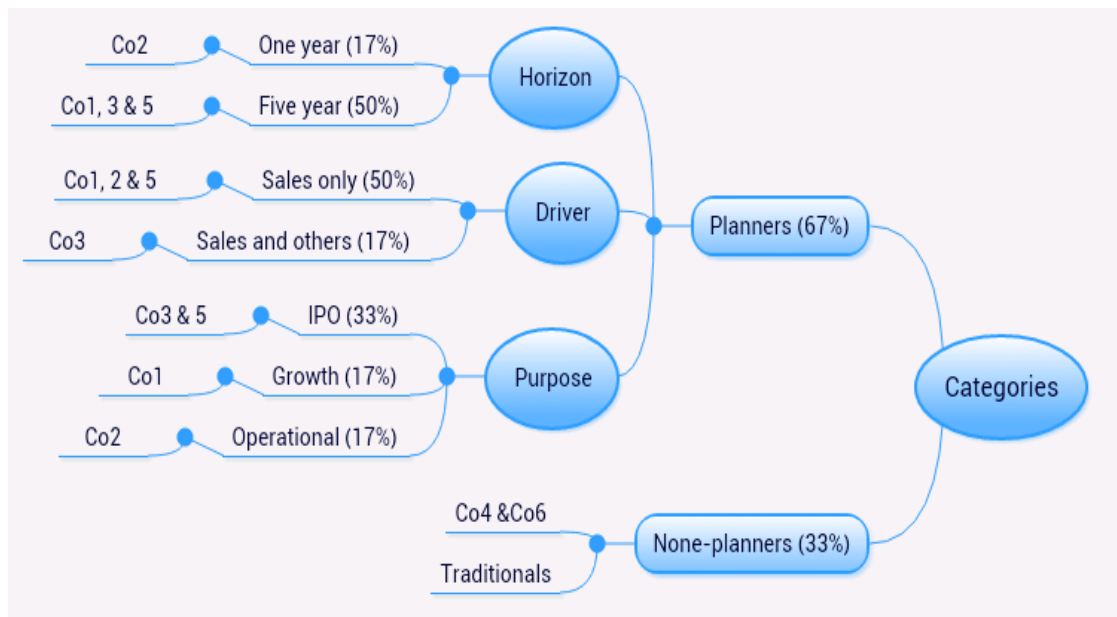 Co2
One year (17%)
Horizon
Co1, 3 & 5
Five year (50%)
Co1, 2 & 5
Sales only (50%)
Driver
Planners (67%)
Co3
Sales and others (17%)
Co3 & 5
IPO (33%)
Co1
Growth (17%)
Purpose
Categories
Co2
Operational (17%)
Co4 &Co6
None-planners (33%)
Traditionals